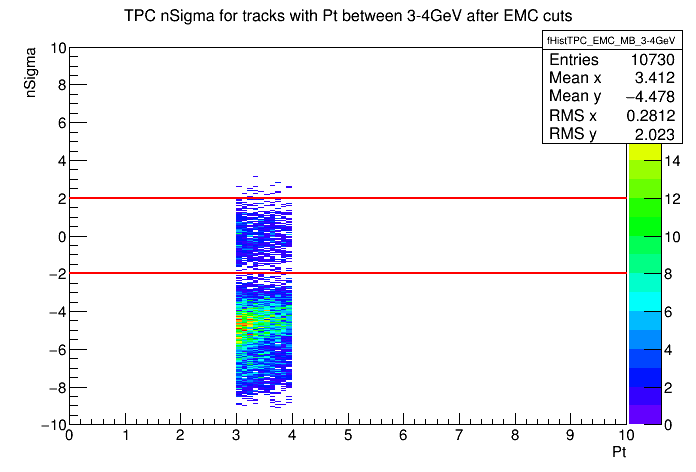 TPC nSigma for tracks with Pt between 3-4GeV after EMC cuts
fHistTPC_EMC_MB_3-4GeV
Entries 10730
Mean x 3.412
Mean y −4.478
RMS x 0.2812
RMS y 2.023
nSigma
10
8
6
4
2
0
−2
−4
−6
−8
−10
14
12
10
8
6
4
2
0
0 1 2 3 4 5 6 7 8 9 10
Pt